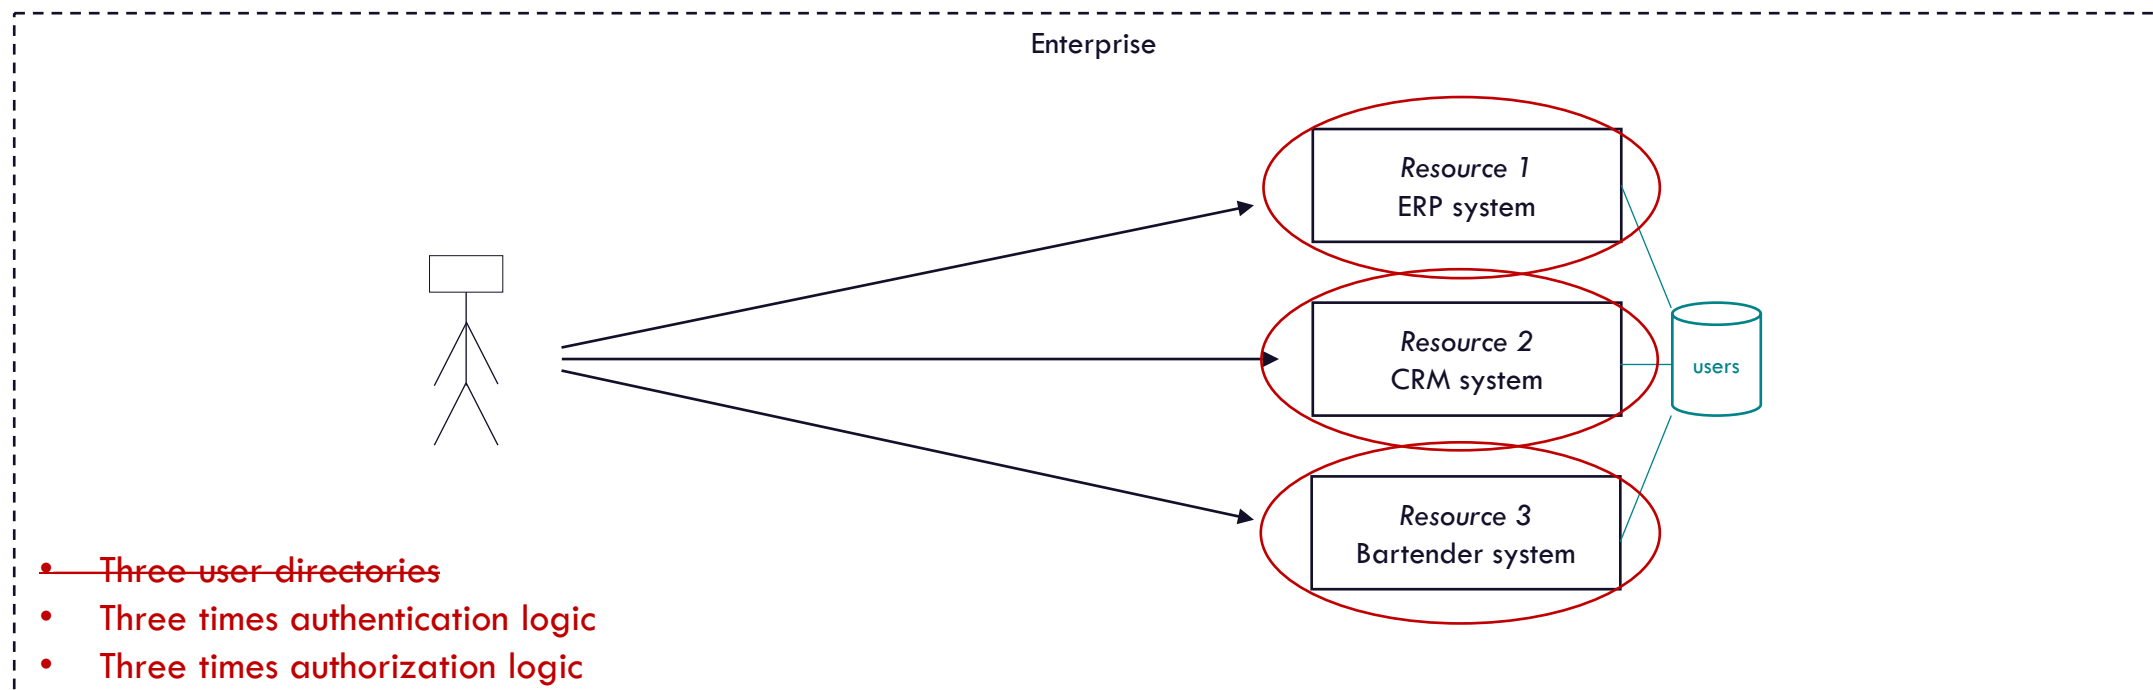 Enterprise
Resource 1
ERP system
Resource 2
CRM system
users
Resource 3
Bartender system
• Three user directories
• Three times authentication logic
• Three times authorization logic